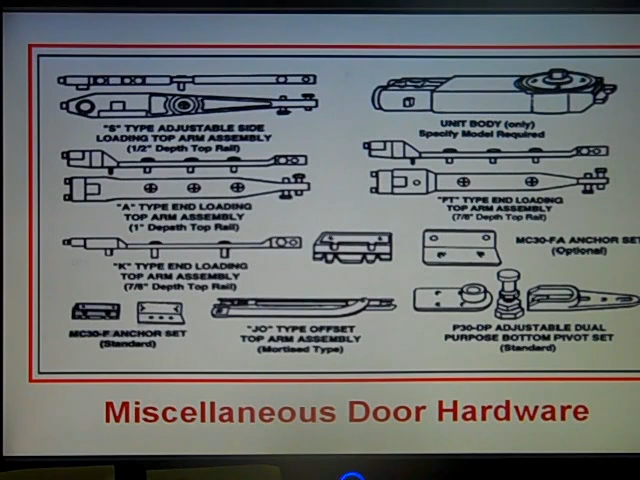 "S" TYPE ADJUSTABLE SIDE
LOADING TOP ARM ASSEMBLY
(1/2" Depth Top Rail)
UNIT BODY (only)
Specify Model Required
"A" TYPE END LOADING
TOP ARM ASSEMBLY
(1" Depath Top Rail)
"PT" TYPE END LOADING
TOP ARM ASSEMBLY
(7/8" Depth Top Rail)
"K" TYPE END LOADING
TOP ARM ASSEMBLY
(7/8" Depth Top Rail)
MC30-FA ANCHOR SET
(Optional)
MC30-F ANCHOR SET
(Standard)
"JO" TYPE OFFSET
TOP ARM ASSEMBLY
(Mortised Type)
P30-DP ADJUSTABLE DUAL
PURPOSE BOTTOM PIVOT SET
(Standard)
Miscellaneous Door Hardware